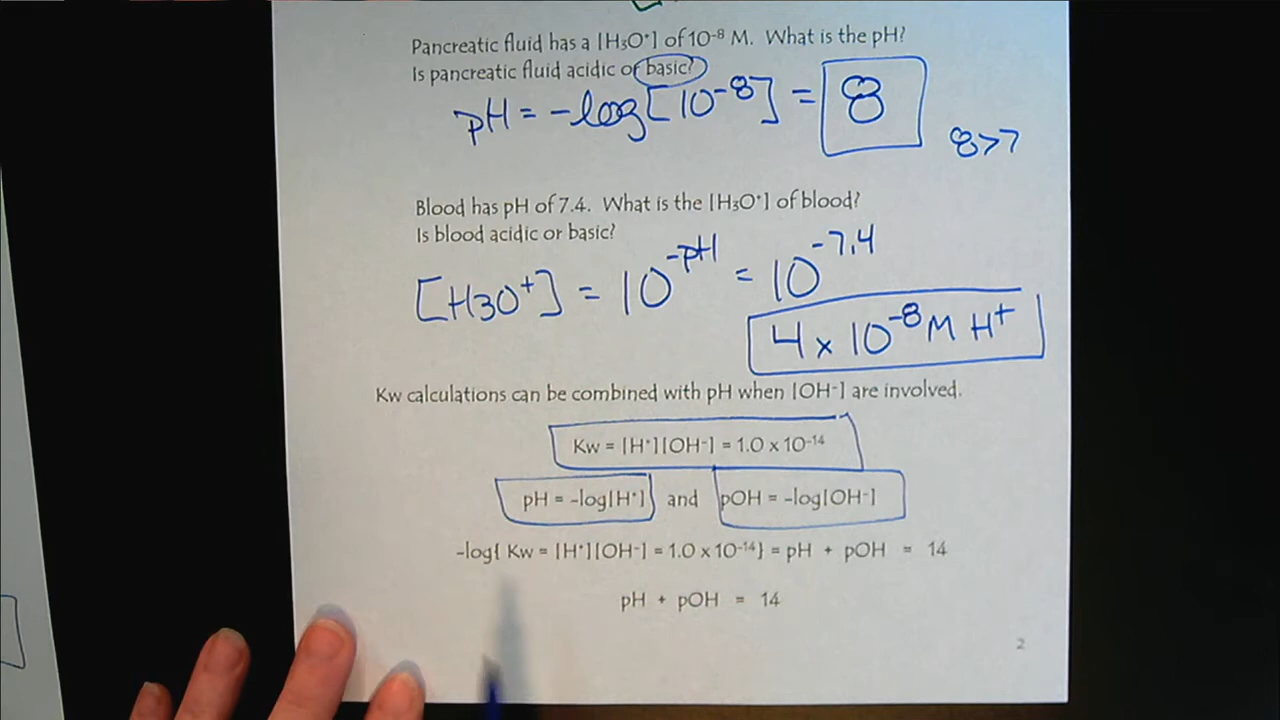 Pancreatic fluid has a [H₃O⁺] of 10⁻⁸ M. What is the pH?
Is pancreatic fluid acidic or basic?
pH = -log[10⁻⁸] = 8
8>7
Blood has pH of 7.4. What is the [H₃O⁺] of blood?
Is blood acidic or basic?
[H3O⁺] = 10⁻ᵖᴴ = 10⁻⁷·⁴
4 x 10⁻⁸ M H⁺
Kw calculations can be combined with pH when [OH⁻] are involved.
Kw = [H⁺][OH⁻] = 1.0 x 10⁻¹⁴
pH = -log[H⁺] and pOH = -log[OH⁻]
-log{ Kw = [H⁺][OH⁻] = 1.0 x 10⁻¹⁴} = pH + pOH = 14
pH + pOH = 14
2